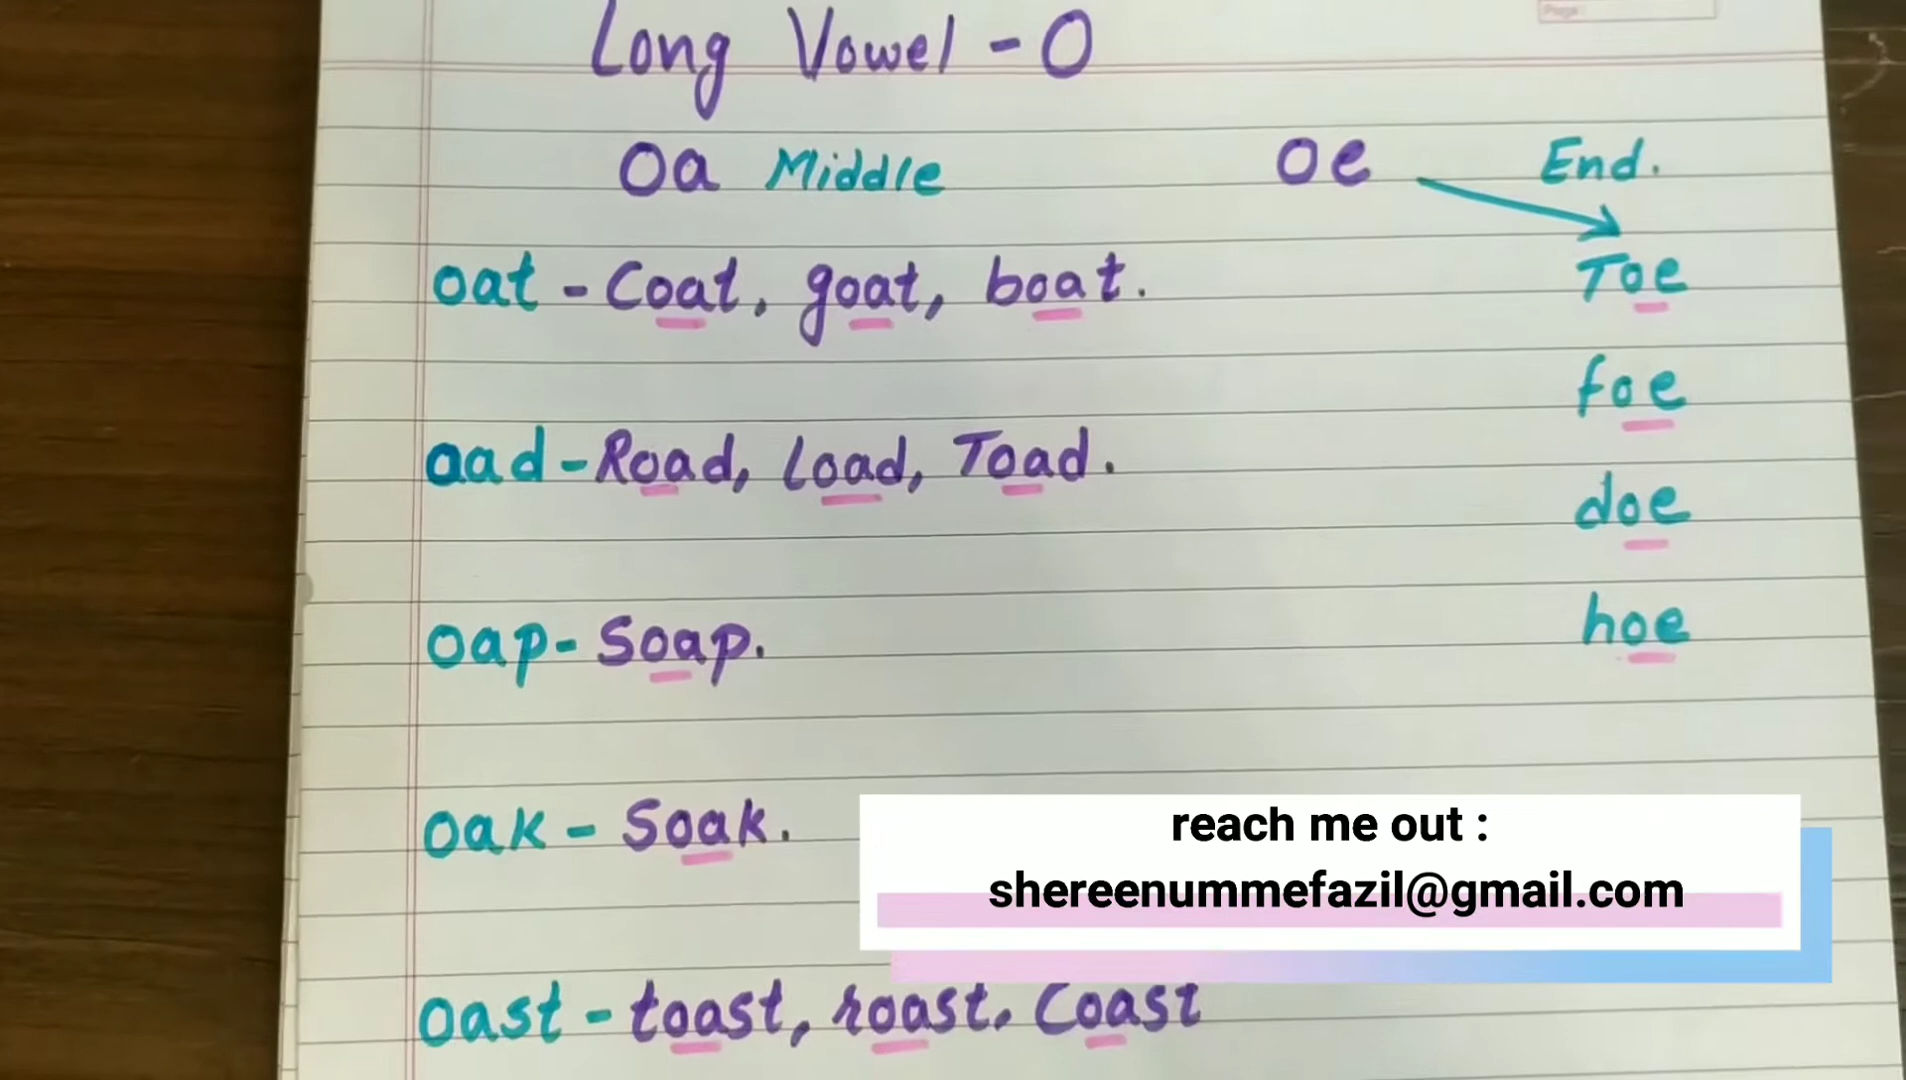 Page:
Long Vowel - O
Oa Middle
Oe End.
oat - Coat, goat, boat.
Toe
foe
aad - Road, Load, Toad.
doe
oap - Soap.
hoe
oak - Soak.
reach me out :
shereenummefazil@gmail.com
oast - toast, roast, Coast